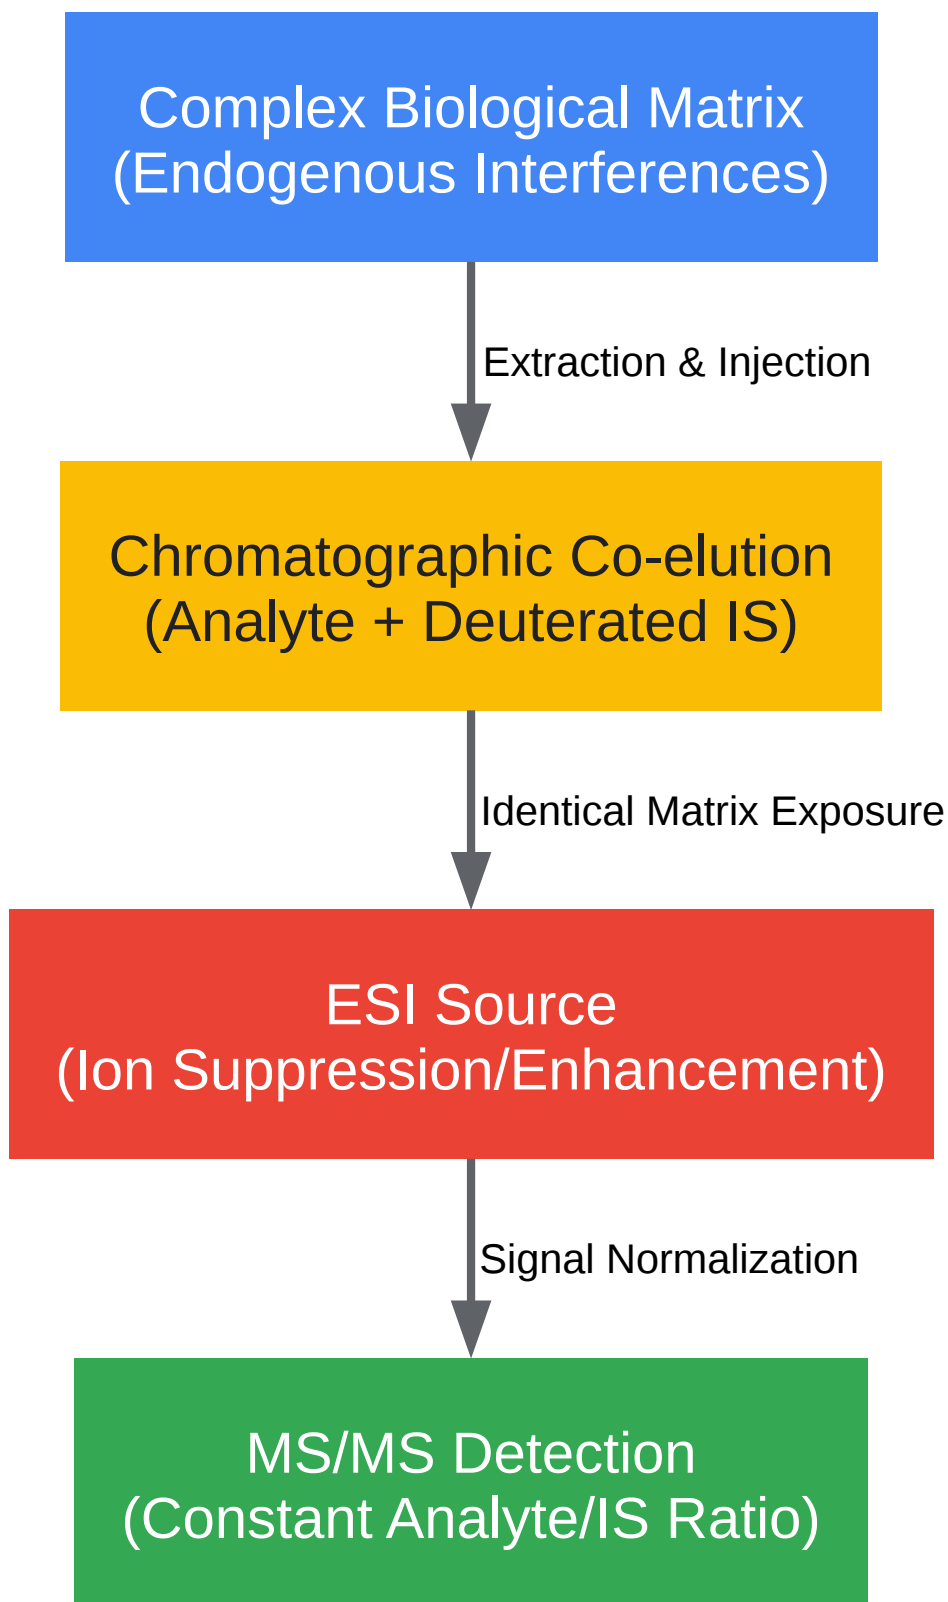 Complex Biological Matrix
(Endogenous Interferences)
Extraction & Injection
Chromatographic Co-elution
(Analyte + Deuterated IS)
Identical Matrix Exposure
ESI Source
(Ion Suppression/Enhancement)
Signal Normalization
MS/MS Detection
(Constant Analyte/IS Ratio)